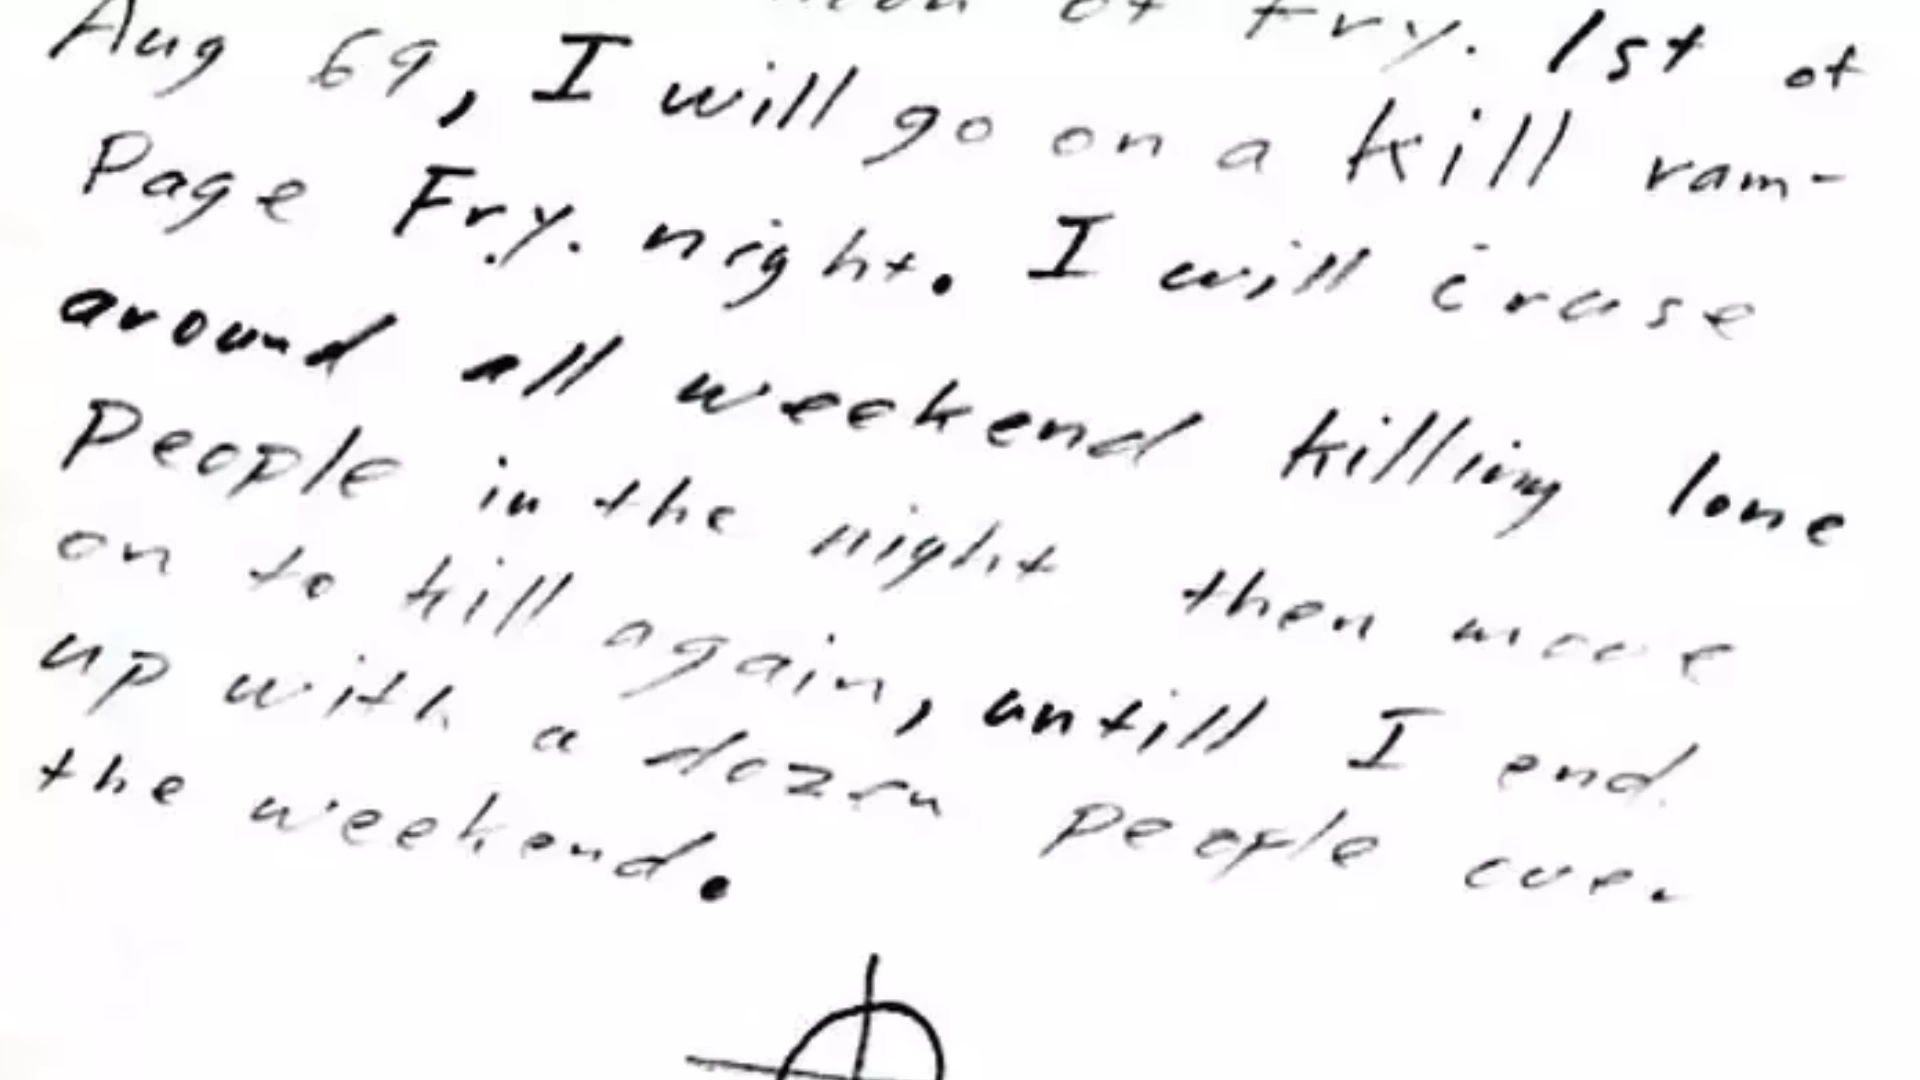 of Fry. 1st of
Aug 69, I will go on a kill ram-
Page Fry. night. I will cruse
around all weekend killing lone
People in the night then move
on to kill again, untill I end
up with a dozen people over
the weekend.